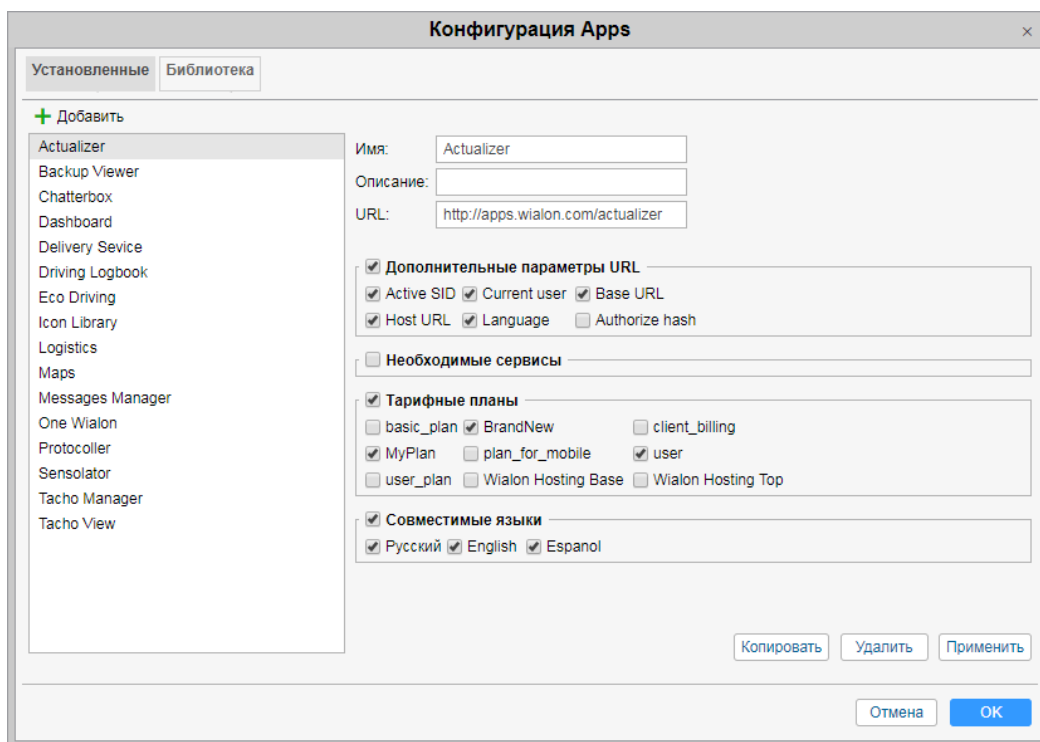 Конфигурация Apps
Установленные Библиотека
Добавить
Actualizer
Backup Viewer
Chatterbox
Dashboard
Delivery Sevice
Driving Logbook
Eco Driving
Icon Library
Logistics
Maps
Messages Manager
One Wialon
Protocoller
Sensolator
Tacho Manager
Tacho View
Имя: Actualizer
Описание:
URL: http://apps.wialon.com/actualizer
Дополнительные параметры URL
Active SID Current user Base URL
Host URL Language Authorize hash
Необходимые сервисы
Тарифные планы
basic_plan BrandNew client_billing
MyPlan plan_for_mobile user
user_plan Wialon Hosting Base Wialon Hosting Top
Совместимые языки
Русский English Espanol
Копировать Удалить Применить
Отмена OK